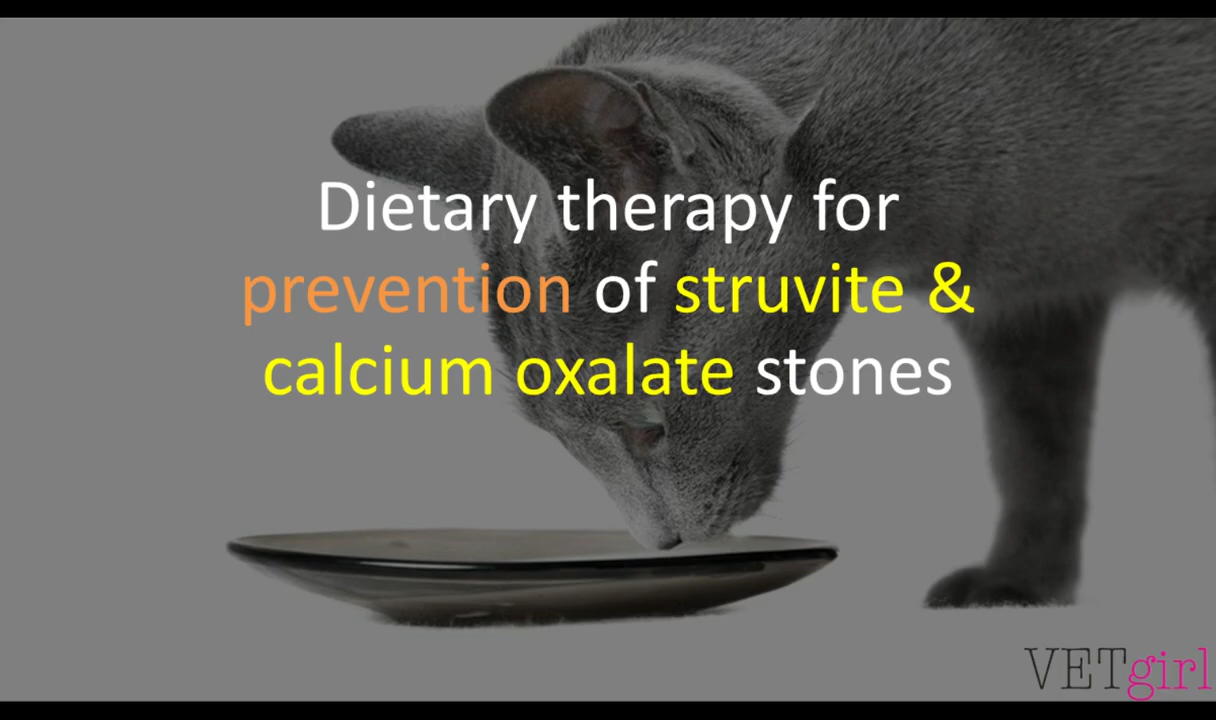 Dietary therapy for
prevention of struvite &
calcium oxalate stones
VETgirl